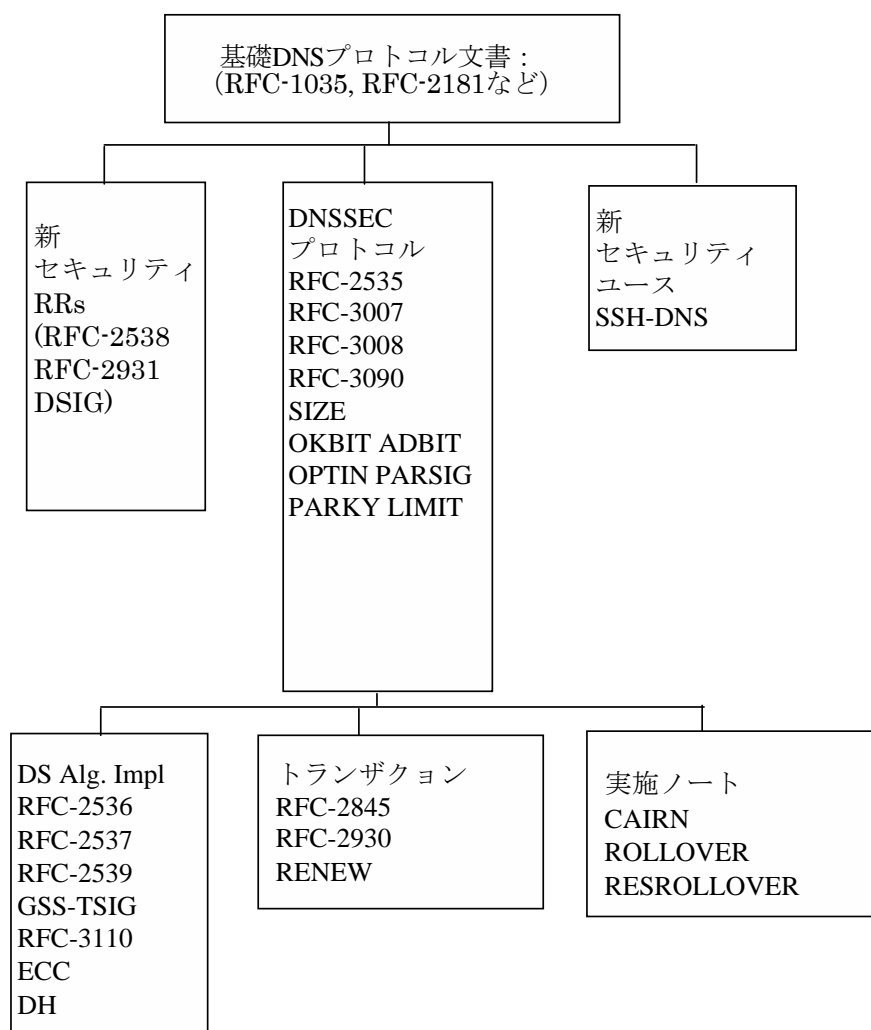 基礎DNSプロトコル文書：
(RFC-1035, RFC-2181など)
新
セキュリティ
RRs
(RFC-2538
RFC-2931
DSIG)
DNSSEC
プロトコル
RFC-2535
RFC-3007
RFC-3008
RFC-3090
SIZE
OKBIT ADBIT
OPTIN PARSIG
PARKY LIMIT
新
セキュリティ
ユース
SSH-DNS
DS Alg. Impl
RFC-2536
RFC-2537
RFC-2539
GSS-TSIG
RFC-3110
ECC
DH
トランザクョン
RFC-2845
RFC-2930
RENEW
実施ノート
CAIRN
ROLLOVER
RESROLLOVER